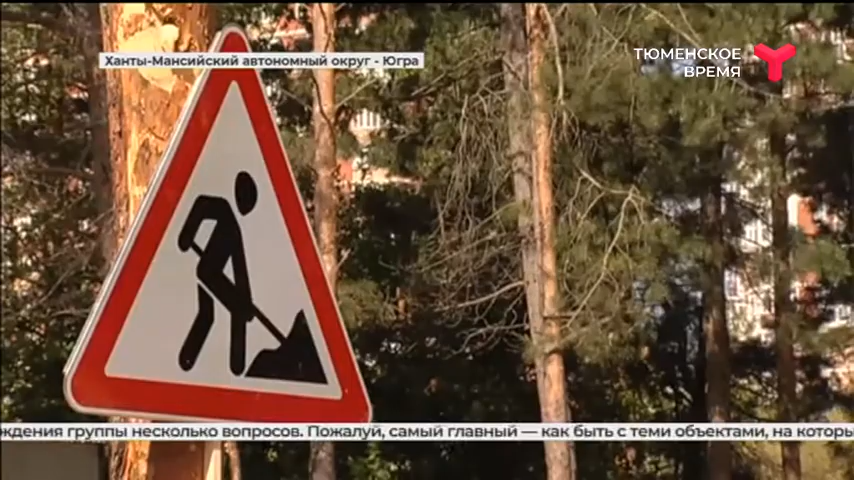 Ханты-Мансийский автономный округ - Югра
ТЮМЕНСКОЕ
ВРЕМЯ
ждения группы несколько вопросов. Пожалуй, самый главный — как быть с теми объектами, на которы